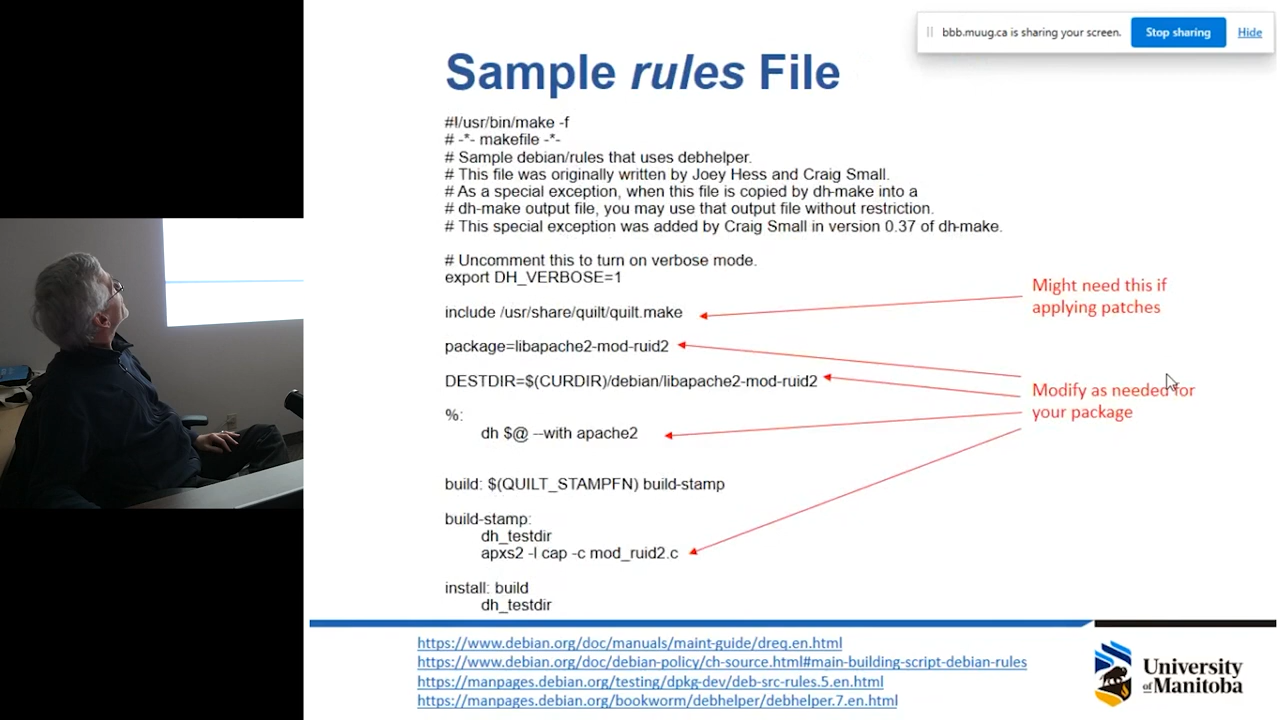 bbb.muug.ca is sharing your screen.
Stop sharing
Hide
Sample rules File
#!/usr/bin/make -f
# -*- makefile -*-
# Sample debian/rules that uses debhelper.
# This file was originally written by Joey Hess and Craig Small.
# As a special exception, when this file is copied by dh-make into a
# dh-make output file, you may use that output file without restriction.
# This special exception was added by Craig Small in version 0.37 of dh-make.
# Uncomment this to turn on verbose mode.
export DH_VERBOSE=1
include /usr/share/quilt/quilt.make
package=libapache2-mod-ruid2
DESTDIR=$(CURDIR)/debian/libapache2-mod-ruid2
%:
dh $@ --with apache2
build: $(QUILT_STAMPFN) build-stamp
build-stamp:
dh_testdir
apxs2 -l cap -c mod_ruid2.c
install: build
dh_testdir
Might need this if
applying patches
Modify as needed for
your package
https://www.debian.org/doc/manuals/maint-guide/dreq.en.html
https://www.debian.org/doc/debian-policy/ch-source.html#main-building-script-debian-rules
https://manpages.debian.org/testing/dpkg-dev/deb-src-rules.5.en.html
https://manpages.debian.org/bookworm/debhelper/debhelper.7.en.html
University
of Manitoba